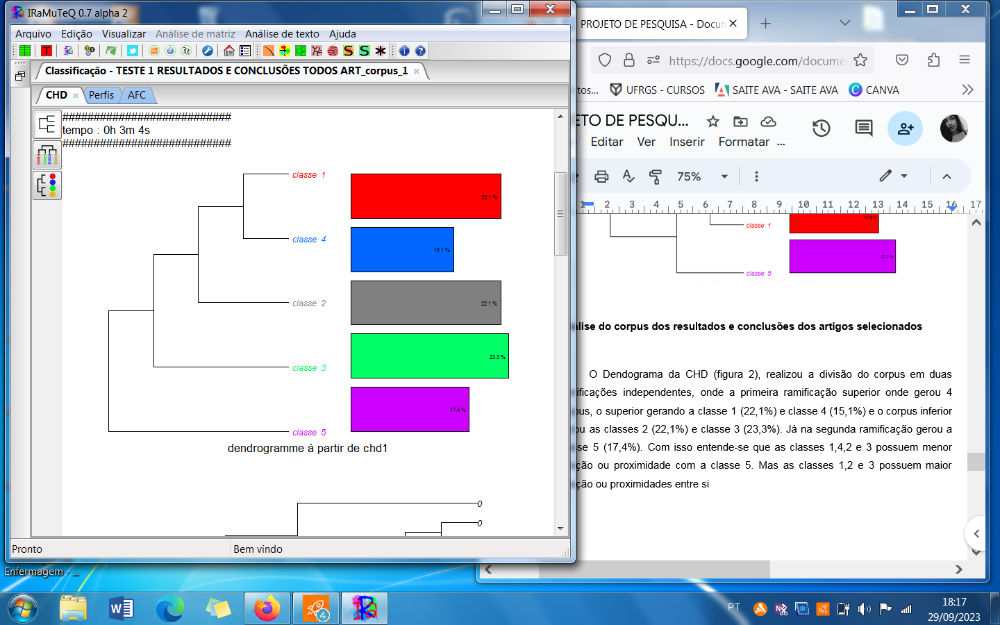 IRaMuTeQ 0.7 alpha 2
Arquivo Edição Visualizar Análise de matriz Análise de texto Ajuda
Classificação - TESTE 1 RESULTADOS E CONCLUSÕES TODOS ART_corpus_1
CHD Perfis AFC
###########################
tempo : 0h 3m 4s
###########################
classe 1
22.1 %
classe 4
15.1 %
classe 2
22.1 %
classe 3
23.3 %
classe 5
17.4 %
dendrogramme à partir de chd1
0
0
Pronto Bem vindo
PROJETO DE PESQUISA - Docum
https://docs.google.com/docume
tos... UFRGS - CURSOS SAITE AVA - SAITE AVA CANVA
ETO DE PESQU...
Editar Ver Inserir Formatar ...
75%
1 2 3 4 5 6 7 8 9 10 11 12 13 14 15 16 17
classe 1
classe 5
21.1 %
lise do corpus dos resultados e conclusões dos artigos selecionados
O Dendograma da CHD (figura 2), realizou a divisão do corpus em duas
ificações independentes, onde a primeira ramificação superior onde gerou 4
pus, o superior gerando a classe 1 (22,1%) e classe 4 (15,1%) e o corpus inferior
ou as classes 2 (22,1%) e classe 3 (23,3%). Já na segunda ramificação gerou a
se 5 (17,4%). Com isso entende-se que as classes 1,4,2 e 3 possuem menor
ção ou proximidade com a classe 5. Mas as classes 1,2 e 3 possuem maior
ção ou proximidades entre si
Enfermagem - ...
4
PT
18:17
29/09/2023